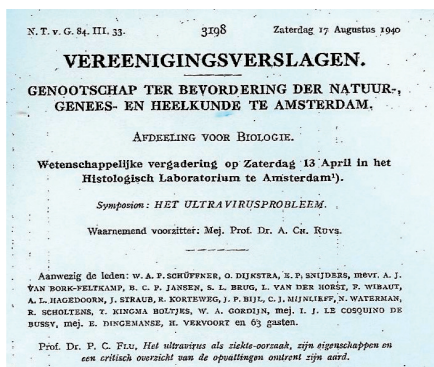 N. T. v. G. 84. III. 33. 3198 Zaterdag 17 Augustus 1940
VEREENIGINGSVERSLAGEN.
GENOOTSCHAP TER BEVORDERING DER NATUUR-,
GENEES- EN HEELKUNDE TE AMSTERDAM.
AFDEELING VOOR BIOLOGIE.
Wetenschappelijke vergadering op Zaterdag 13 April in het
Histologisch Laboratorium te Amsterdam¹).
Symposion: HET ULTRAVIRUSPROBLEEM.
Waarnemend voorzitter: Mej. Prof. Dr. A. CH. RUYS.
Aanwezig de leden: W. A. P. SCHÜFFNER, O. DIJKSTRA, E. P. SNIJDERS, mevr. A. J.
VAN BORK-FELTKAMP, B. C. P. JANSEN, S. L. BRUG, L. VAN DER HORST, F. WIBAUT,
A. L. HAGEDOORN, J. STRAUB, R. KORTEWEG, J. P. BIJL, C. J. MIJNLIEFF, N. WATERMAN,
R. SCHOLTENS, T. KINGMA BOLTJES, W. A. GORDIJN, mej. I. J. LE COSQUINO DE
BUSSY, mej. E. DINGEMANSE, H. VERVOORT en 63 gasten.
Prof. Dr. P. C. FLU, Het ultravirus als ziekte-oorzaak, zijn eigenschappen en
een critisch overzicht van de opvattingen omtrent zijn aard.